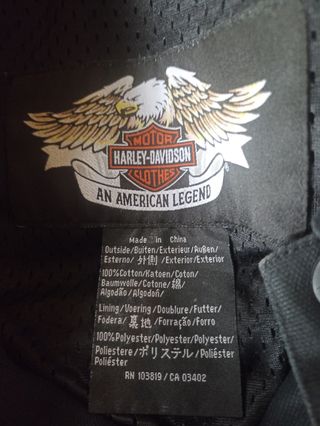 MOTOR
HARLEY-DAVIDSON
CLOTHES
AN AMERICAN LEGEND
Made in China
Outside/Buiten/Exterieur/Außen/
Esterno/外側/Exterior/Exterior
100%Cotton/Katoen/Coton/
Baumwolle/Cotone/綿/
Algodão/Algodón
Lining/Voering/Doublure/Futter/
Fodera/裏地/Forração/Forro
100%Polyester/Polyester/Polyester/
Poliestere/ポリステル/Poliéster/
Poliéster
RN 103819 / CA 03402